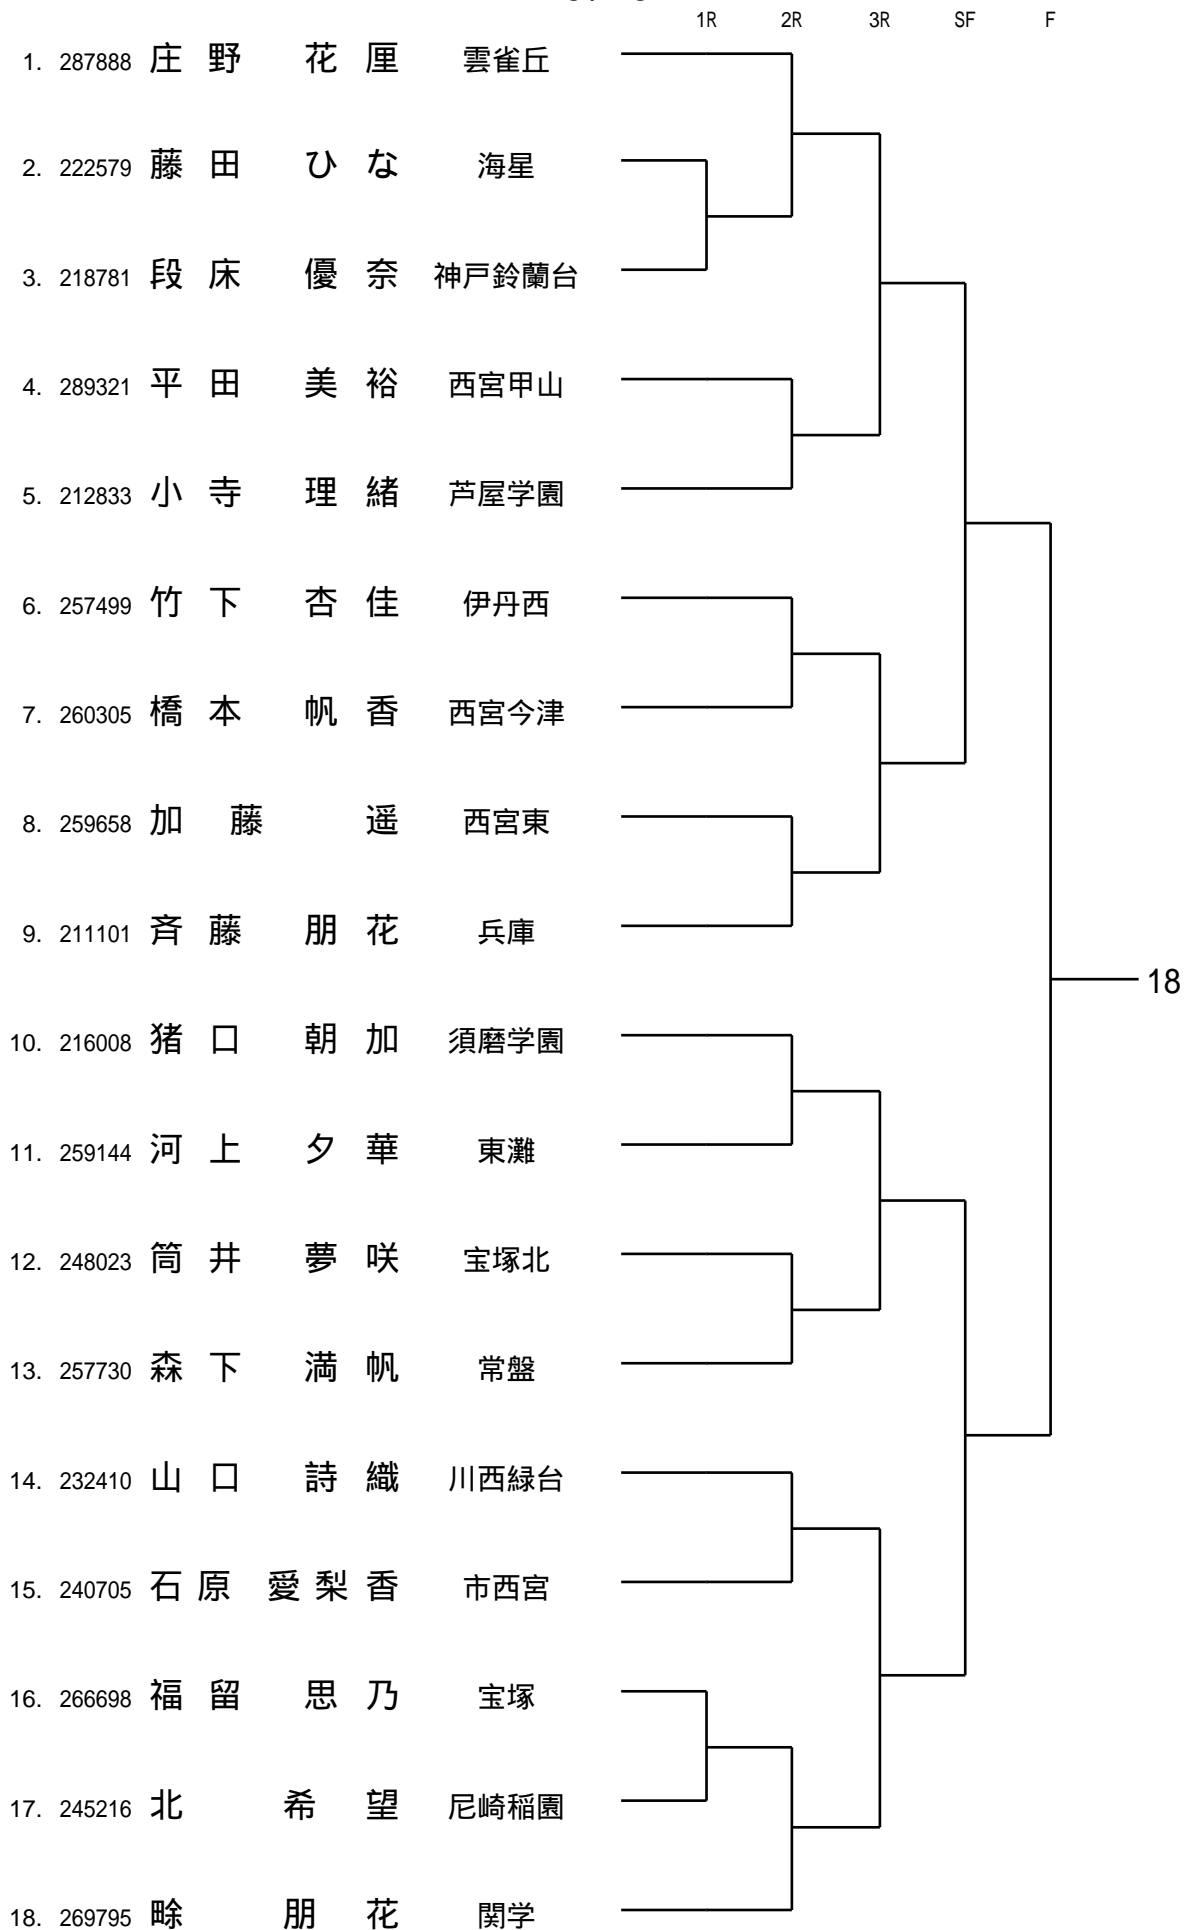 1R 2R 3R SF F
1. 287888 庄野 花厘 雲雀丘
2. 222579 藤田 ひな 海星
3. 218781 段床 優奈 神戸鈴蘭台
4. 289321 平田 美裕 西宮甲山
5. 212833 小寺 理緒 芦屋学園
6. 257499 竹下 杏佳 伊丹西
7. 260305 橋本 帆香 西宮今津
8. 259658 加藤 遥 西宮東
9. 211101 斉藤 朋花 兵庫
18
10. 216008 猪口 朝加 須磨学園
11. 259144 河上 夕華 東灘
12. 248023 筒井 夢咲 宝塚北
13. 257730 森下 満帆 常盤
14. 232410 山口 詩織 川西緑台
15. 240705 石原 愛梨香 市西宮
16. 266698 福留 思乃 宝塚
17. 245216 北 希望 尼崎稲園
18. 269795 畭 朋花 関学